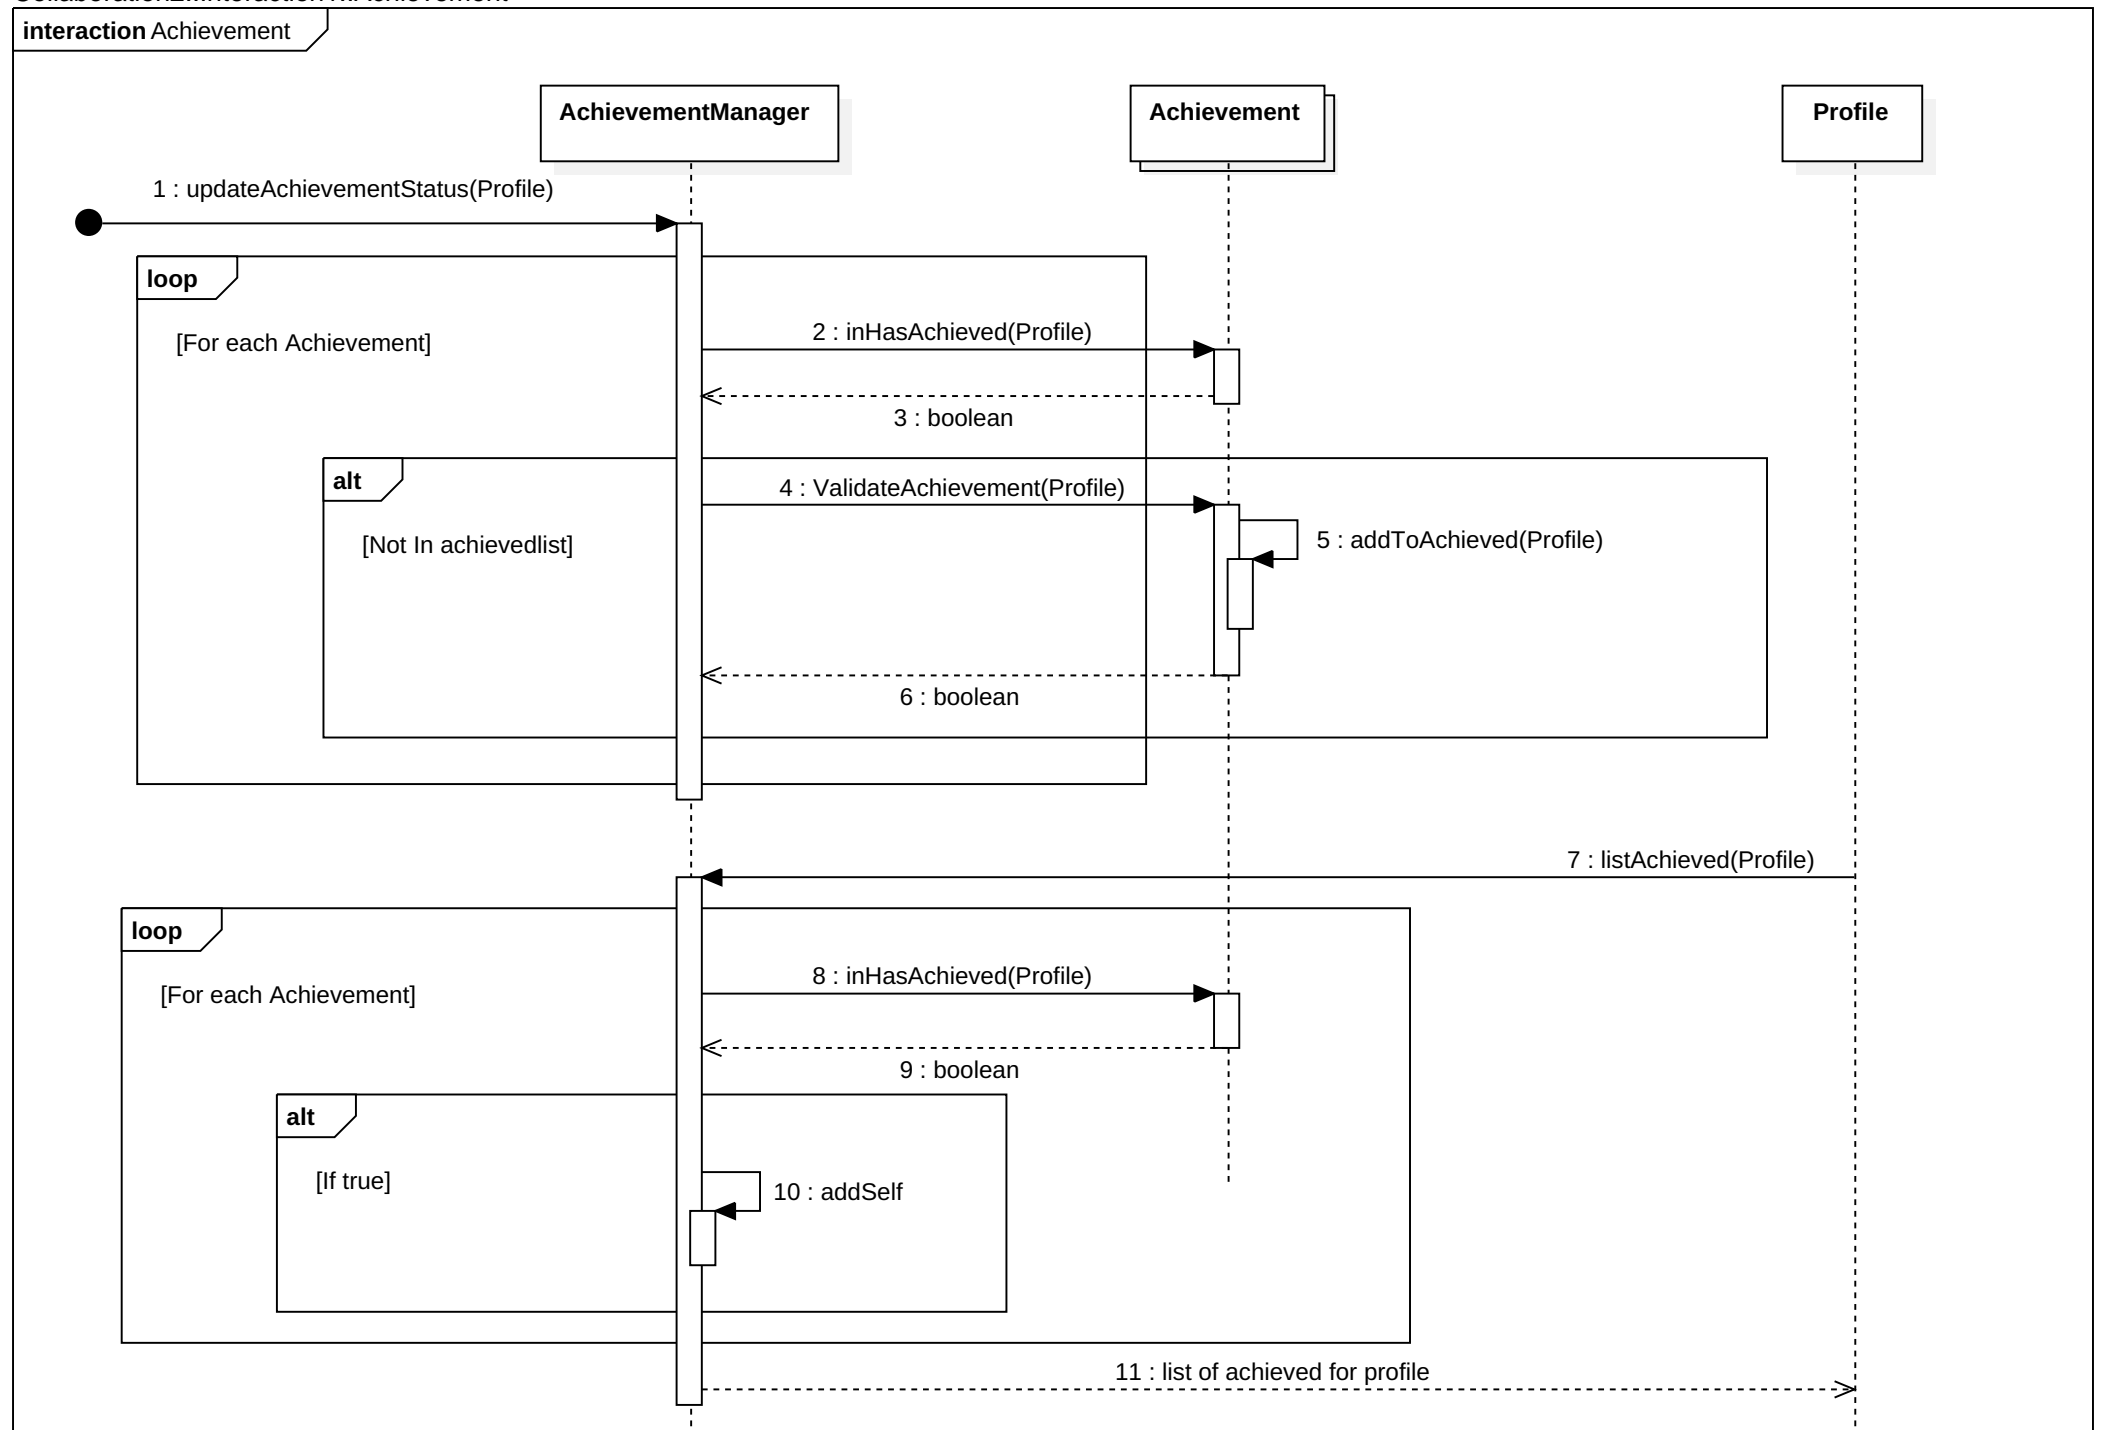 interaction Achievement
AchievementManager
Achievement
Profile
1 : updateAchievementStatus(Profile)
loop
[For each Achievement]
2 : inHasAchieved(Profile)
3 : boolean
alt
[Not In achievedlist]
4 : ValidateAchievement(Profile)
5 : addToAchieved(Profile)
6 : boolean
7 : listAchieved(Profile)
loop
[For each Achievement]
8 : inHasAchieved(Profile)
9 : boolean
alt
[If true]
10 : addSelf
11 : list of achieved for profile